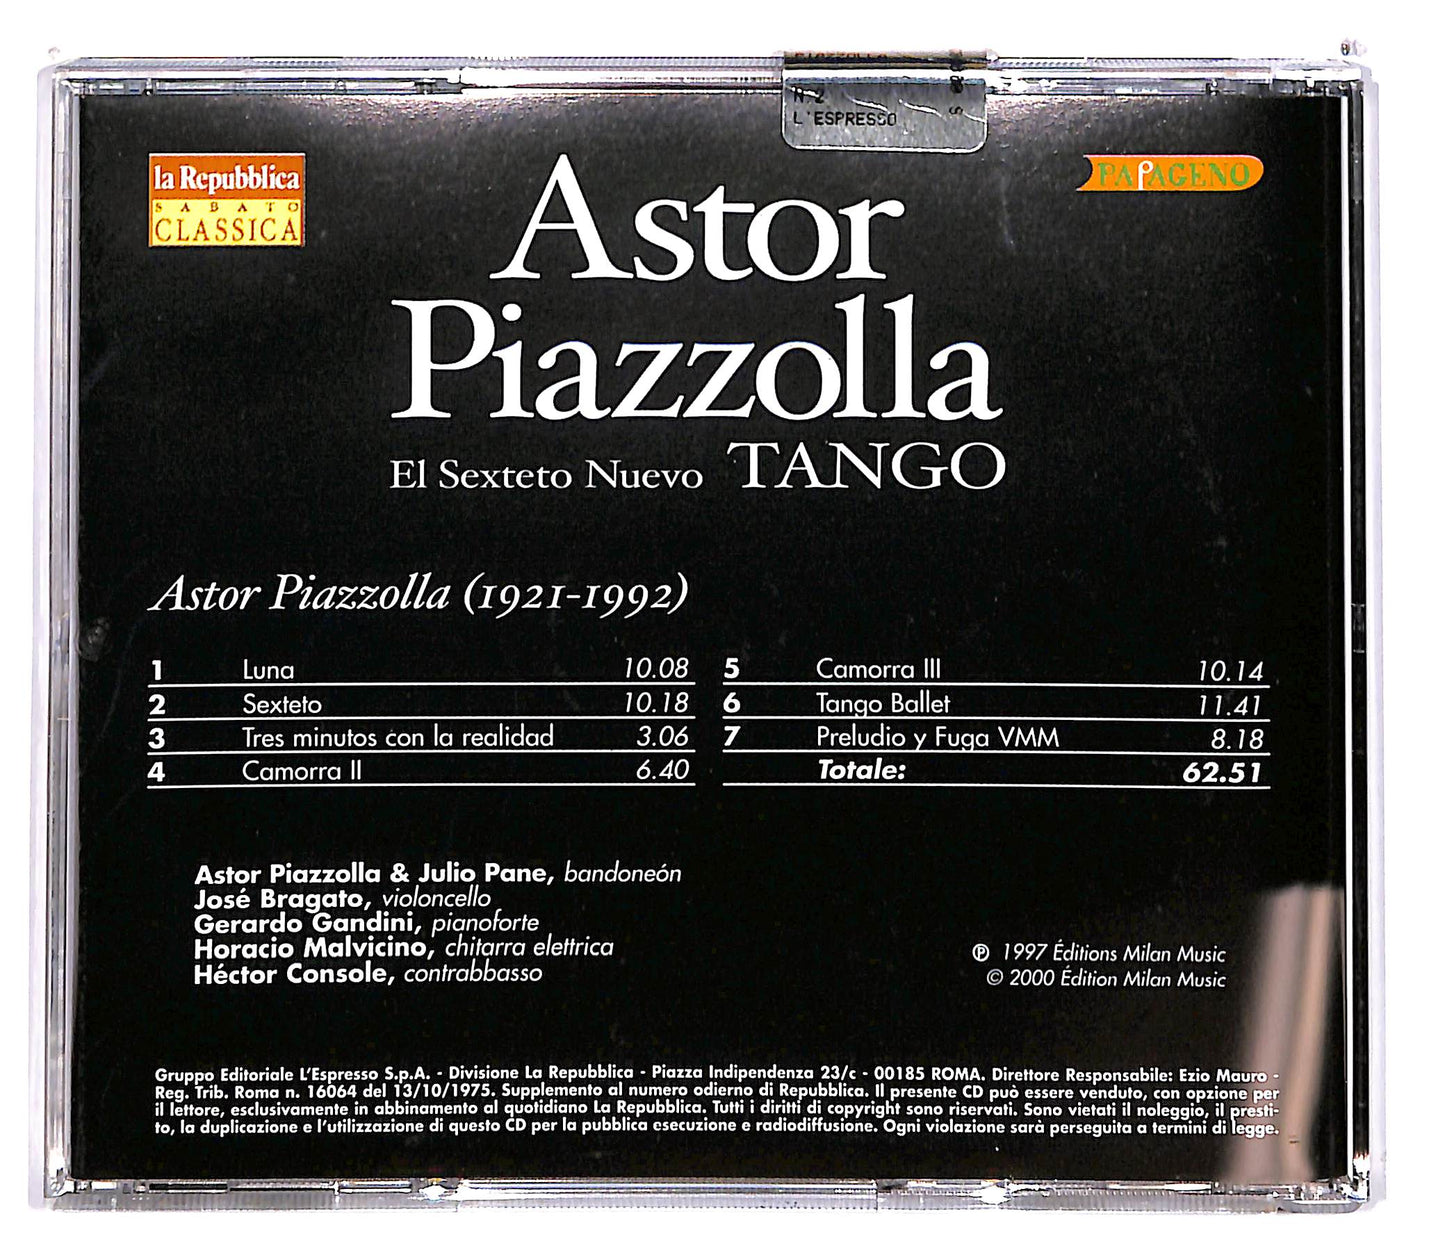 N.2
L'ESPRESSO
la Repubblica
SABATO
CLASSICA
PAPAGENO
Astor
Piazzolla
El Sexteto Nuevo TANGO
Astor Piazzolla (1921-1992)
1 Luna 10.08
2 Sexteto 10.18
3 Tres minutos con la realidad 3.06
4 Camorra II 6.40
5 Camorra III 10.14
6 Tango Ballet 11.41
7 Preludio y Fuga VMM 8.18
Totale: 62.51
Astor Piazzolla & Julio Pane, bandoneón
José Bragato, violoncello
Gerardo Gandini, pianoforte
Horacio Malvicino, chitarra elettrica
Héctor Console, contrabbasso
℗ 1997 Éditions Milan Music
© 2000 Édition Milan Music
Gruppo Editoriale L'Espresso S.p.A. - Divisione La Repubblica - Piazza Indipendenza 23/c - 00185 ROMA. Direttore Responsabile: Ezio Mauro -
Reg. Trib. Roma n. 16064 del 13/10/1975. Supplemento al numero odierno di Repubblica. Il presente CD può essere venduto, con opzione per
il lettore, esclusivamente in abbinamento al quotidiano La Repubblica. Tutti i diritti di copyright sono riservati. Sono vietati il noleggio, il presti-
to, la duplicazione e l'utilizzazione di questo CD per la pubblica esecuzione e radiodiffusione. Ogni violazione sarà perseguita a termini di legge.